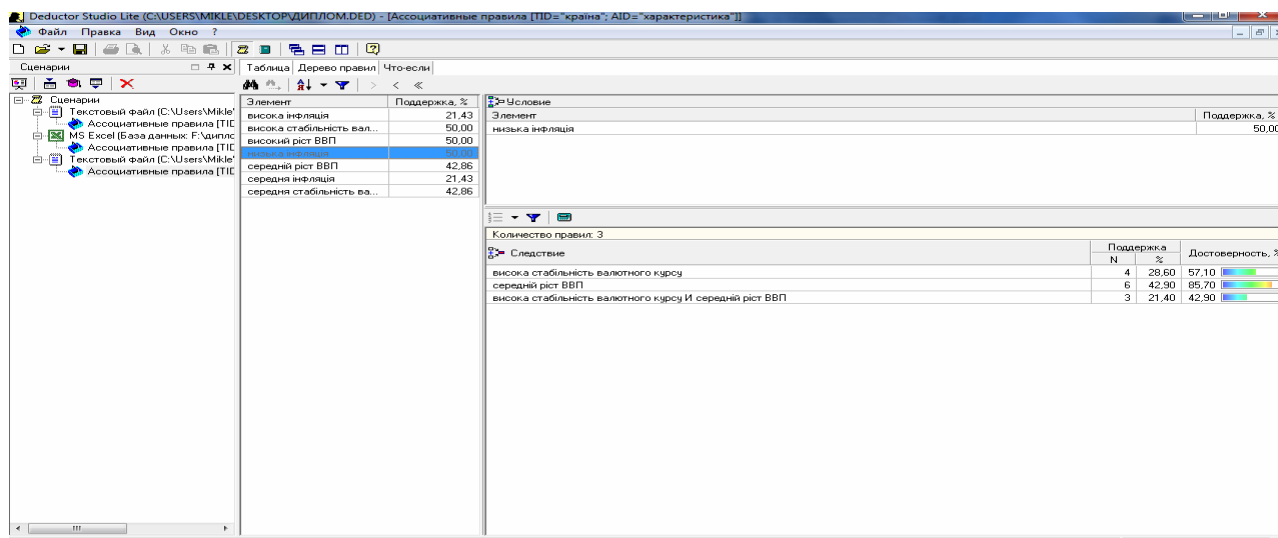 Deductor Studio Lite (C:\USERS\MIKLE\DESKTOP\ДИПЛОМ.DED) - [Ассоциативные правила [TID="країна"; AID="характеристика"]]
Файл Правка Вид Окно ?
Сценарии
Таблица Дерево правил Что-если
Сценарии
Текстовый файл (C:\Users\Mikle'
Ассоциативные правила [TID
MS Excel (База данных: F:\дипло
Ассоциативные правила [TID
Текстовый файл (C:\Users\Mikle'
Ассоциативные правила [TID
Элемент Поддержка, %
висока інфляція 21,43
висока стабільність вал... 50,00
високий ріст ВВП 50,00
низька інфляція 50,00
середній ріст ВВП 42,86
середня інфляція 21,43
середня стабільність ва... 42,86
Условие
Элемент Поддержка, %
низька інфляція 50,00
Количество правил: 3
Следствие Поддержка Достоверность, %
N %
висока стабільність валютного курсу 4 28,60 57,10
середній ріст ВВП 6 42,90 85,70
висока стабільність валютного курсу И середній ріст ВВП 3 21,40 42,90